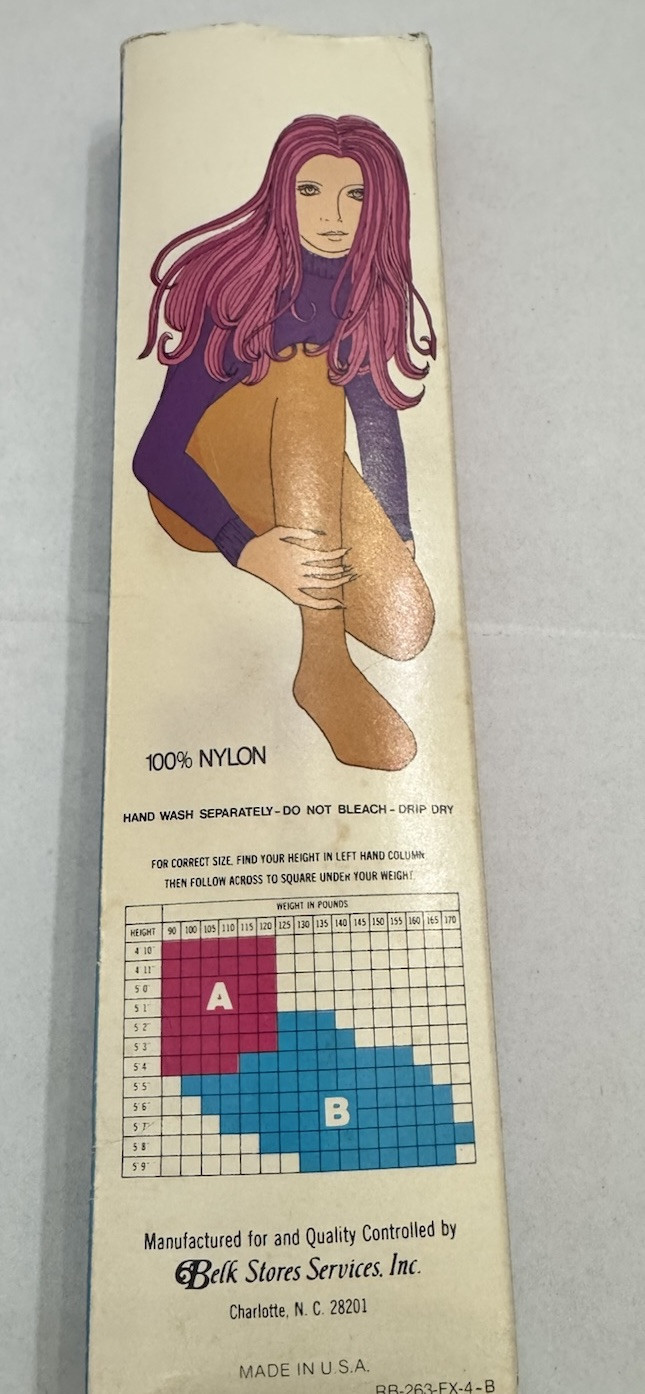 100% NYLON
HAND WASH SEPARATELY-DO NOT BLEACH-DRIP DRY
FOR CORRECT SIZE, FIND YOUR HEIGHT IN LEFT HAND COLUMN
THEN FOLLOW ACROSS TO SQUARE UNDER YOUR WEIGHT
WEIGHT IN POUNDS
HEIGHT 90 100 105 110 115 120 125 130 135 140 145 150 155 160 165 170
4'10"
4'11"
5'0"
A
5'1"
5'2"
5'3"
5'4"
5'5"
5'6"
B
5'7"
5'8"
5'9"
Manufactured for and Quality Controlled by
Belk Stores Services, Inc.
Charlotte, N. C. 28201
MADE IN U.S.A.
RB-263-FX-4-B